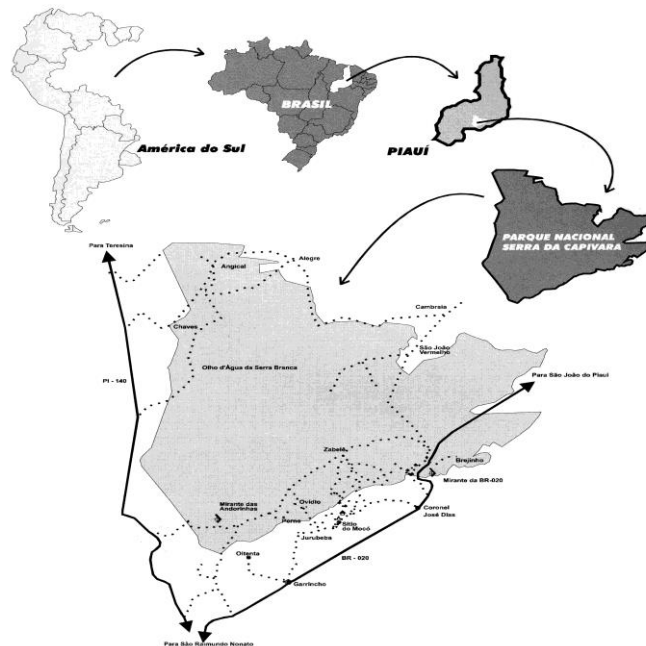 América do Sul
BRASIL
PIAUÍ
PARQUE NACIONAL
SERRA DA CAPIVARA
Para Teresina
Alegre
Angical
Cambraia
Chaves
São João
Vermelho
Olho d'Água da Serra Branca
PI - 140
Para São João do Piauí
Zabelê
Brejinho
Mirante da BR-020
Mirante das
Andorinhas
Ovídio
Coronel
José Dias
Sítio
do Mocó
Jurubeba
Oitenta
BR - 020
Garrincho
Para São Raimundo Nonato